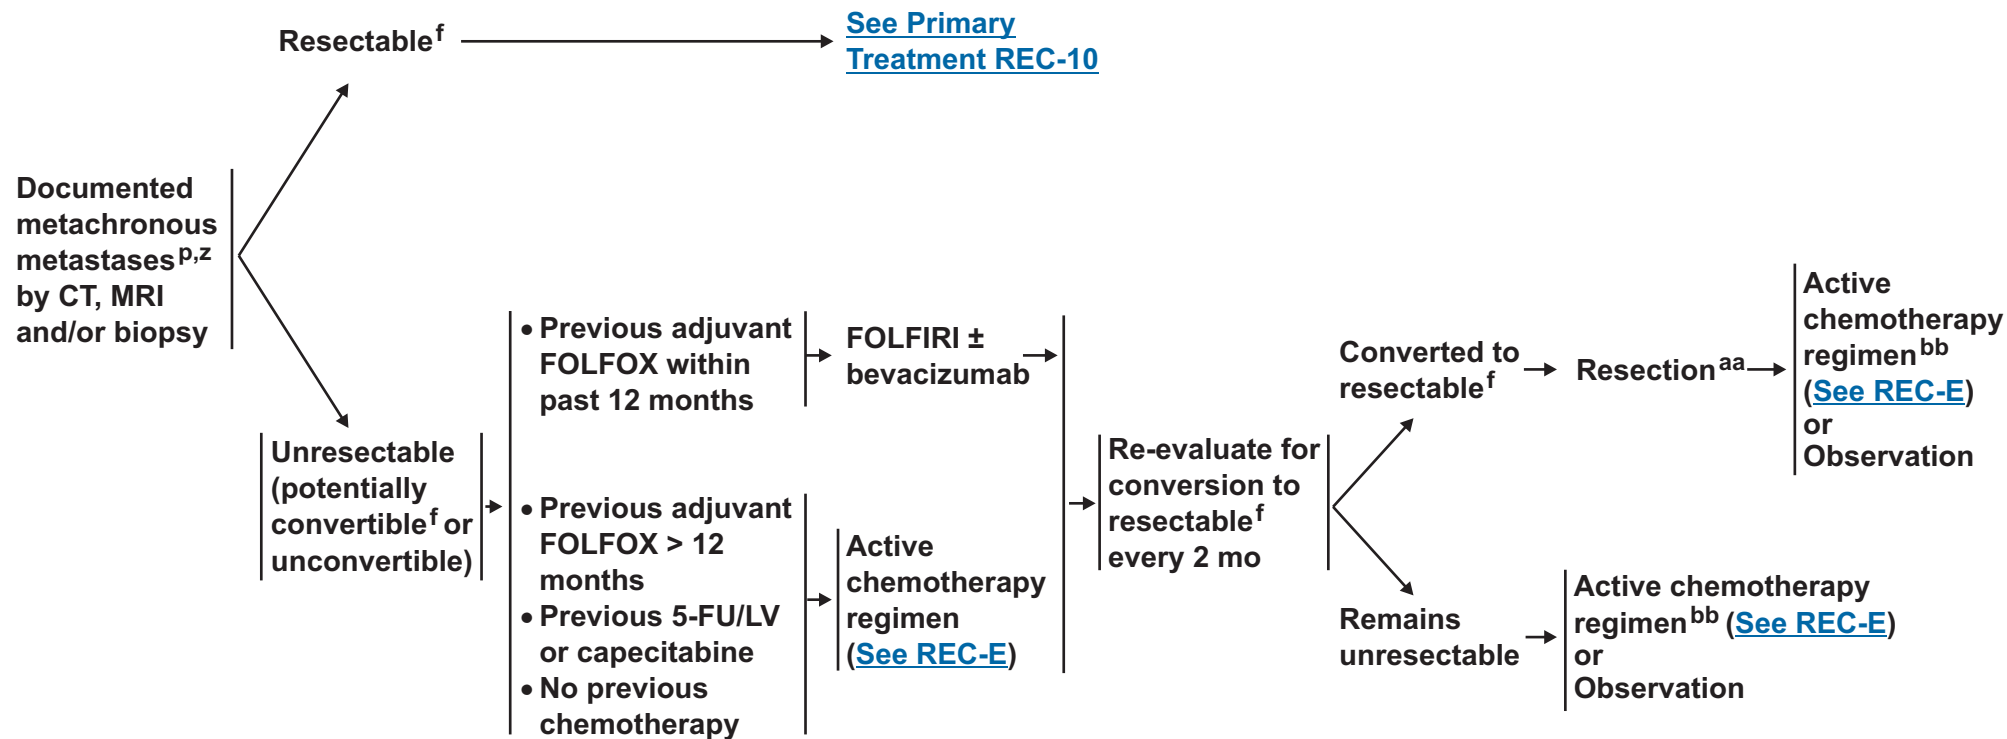 Resectable f
See Primary
Treatment REC-10
Documented
metachronous
metastases p,z
by CT, MRI
and/or biopsy
Unresectable
(potentially
convertible f or
unconvertible)
• Previous adjuvant
FOLFOX within
past 12 months
FOLFIRI ±
bevacizumab
• Previous adjuvant
FOLFOX > 12
months
• Previous 5-FU/LV
or capecitabine
• No previous
chemotherapy
Active
chemotherapy
regimen
(See REC-E)
Re-evaluate for
conversion to
resectable f
every 2 mo
Converted to
resectable f
Resection aa
Active
chemotherapy
regimen bb
(See REC-E)
or
Observation
Remains
unresectable
Active chemotherapy
regimen bb (See REC-E)
or
Observation